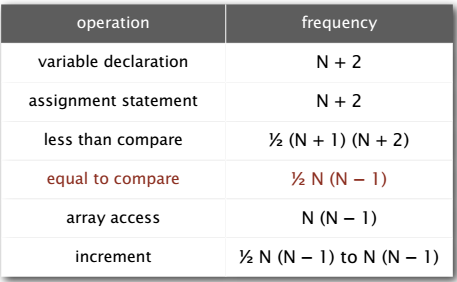 operation frequency
variable declaration N + 2
assignment statement N + 2
less than compare ½ (N + 1) (N + 2)
equal to compare ½ N (N − 1)
array access N (N − 1)
increment ½ N (N − 1) to N (N − 1)